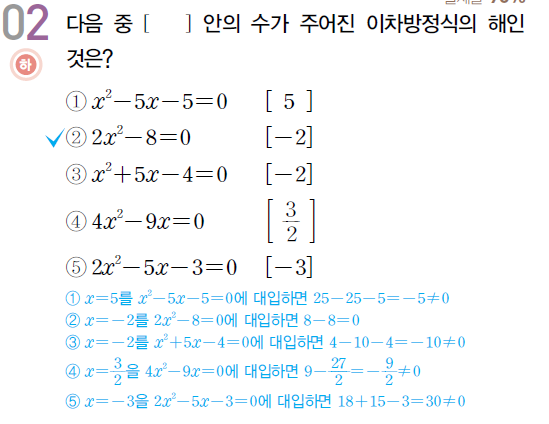 02 다음 중 [ ] 안의 수가 주어진 이차방정식의 해인
하 것은?
① x²-5x-5=0 [ 5 ]
② 2x²-8=0 [-2]
③ x²+5x-4=0 [-2]
④ 4x²-9x=0 [ 3/2 ]
⑤ 2x²-5x-3=0 [-3]
① x=5를 x²-5x-5=0에 대입하면 25-25-5=-5≠0
② x=-2를 2x²-8=0에 대입하면 8-8=0
③ x=-2를 x²+5x-4=0에 대입하면 4-10-4=-10≠0
④ x=3/2을 4x²-9x=0에 대입하면 9-27/2=-9/2≠0
⑤ x=-3을 2x²-5x-3=0에 대입하면 18+15-3=30≠0